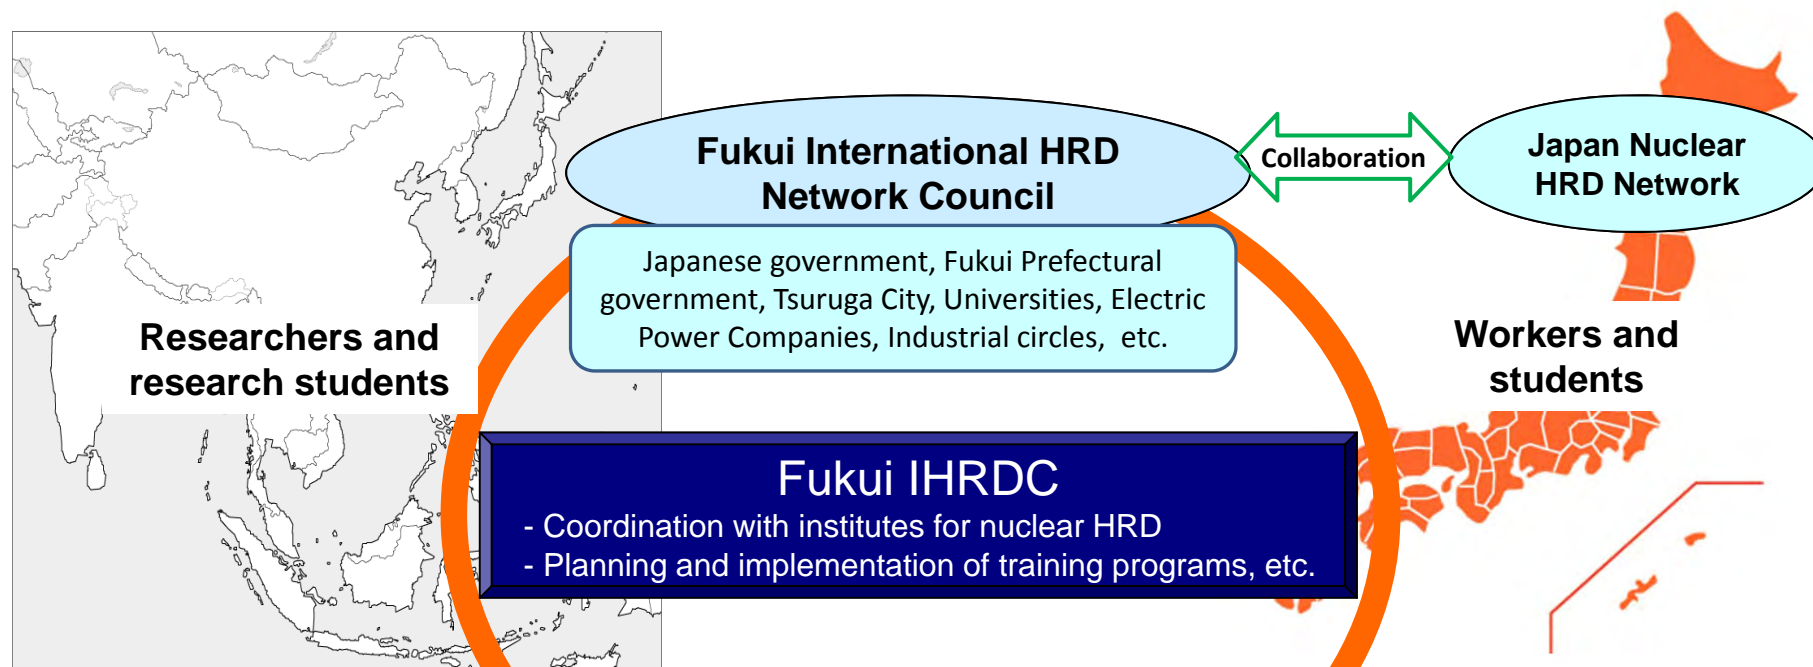 Fukui International HRD
Network Council
Collaboration
Japan Nuclear
HRD Network
Japanese government, Fukui Prefectural
government, Tsuruga City, Universities, Electric
Power Companies, Industrial circles, etc.
Researchers and
research students
Workers and
students
Fukui IHRDC
- Coordination with institutes for nuclear HRD
- Planning and implementation of training programs, etc.